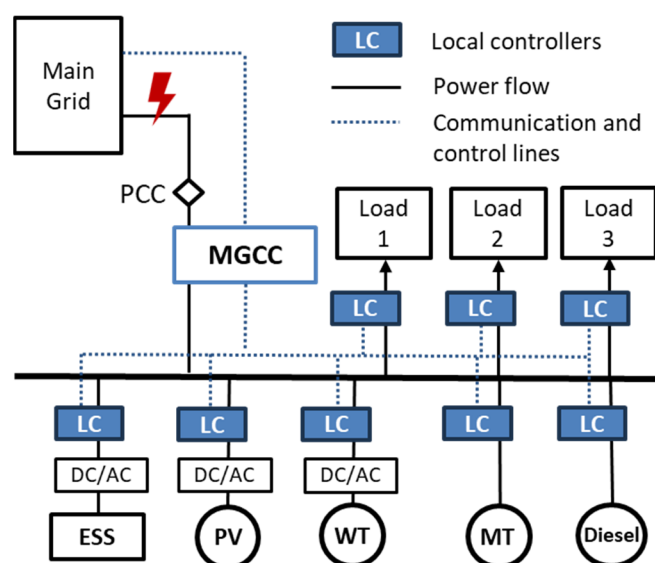 Main
Grid
LC
Local controllers
Power flow
Communication and
control lines
PCC
MGCC
Load
1
Load
2
Load
3
LC
LC
LC
LC
LC
LC
LC
LC
DC/AC
DC/AC
DC/AC
ESS
PV
WT
MT
Diesel